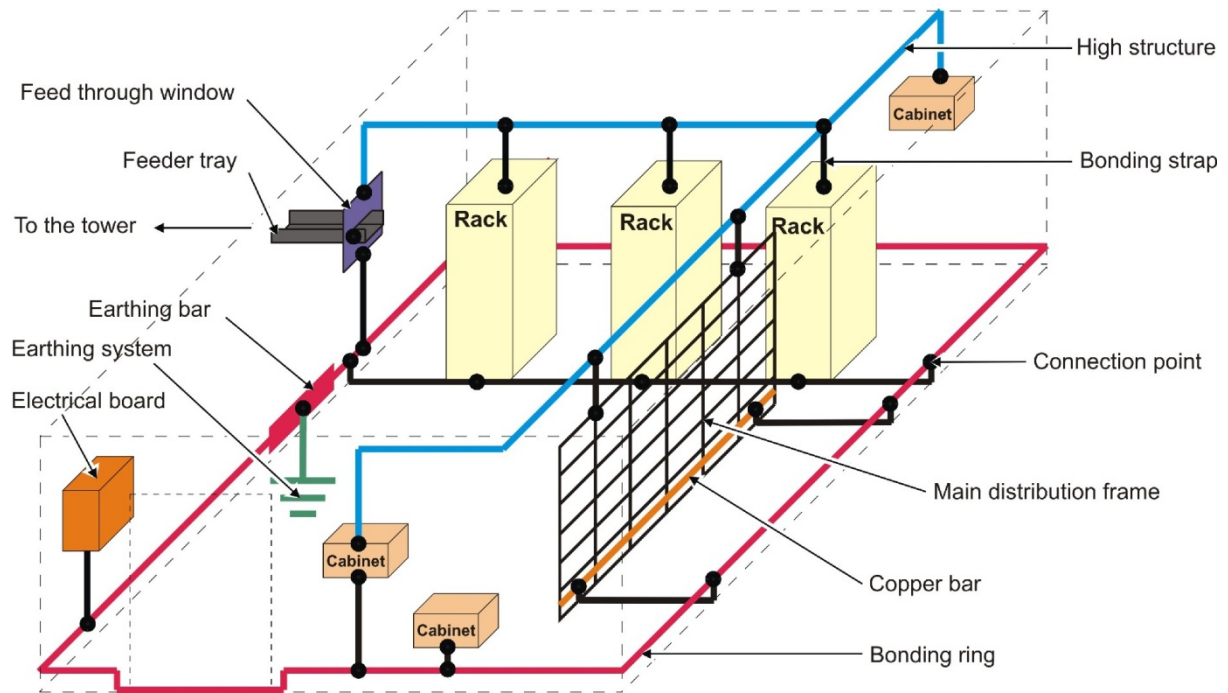 High structure
Feed through window
Cabinet
Feeder tray
Bonding strap
To the tower
Rack
Rack
Rack
Earthing bar
Earthing system
Connection point
Electrical board
Main distribution frame
Cabinet
Copper bar
Cabinet
Bonding ring